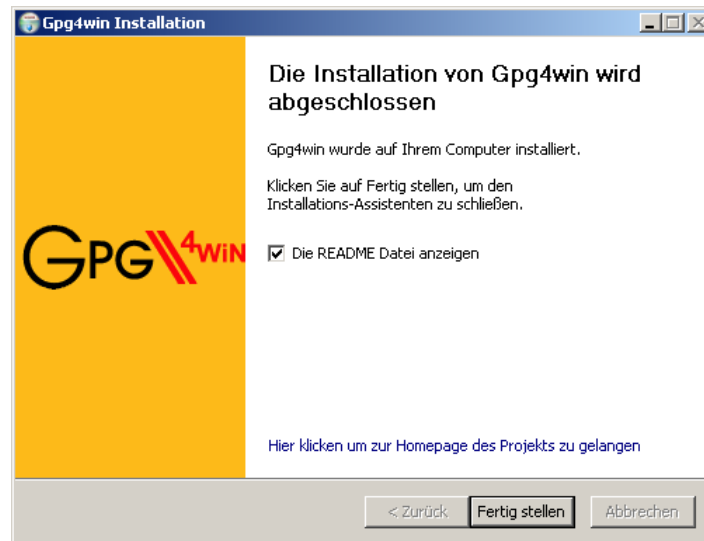 Gpg4win Installation
Die Installation von Gpg4win wird
abgeschlossen
Gpg4win wurde auf Ihrem Computer installiert.
Klicken Sie auf Fertig stellen, um den
Installations-Assistenten zu schließen.
GPG4WiN
Die README Datei anzeigen
Hier klicken um zur Homepage des Projekts zu gelangen
< Zurück Fertig stellen Abbrechen